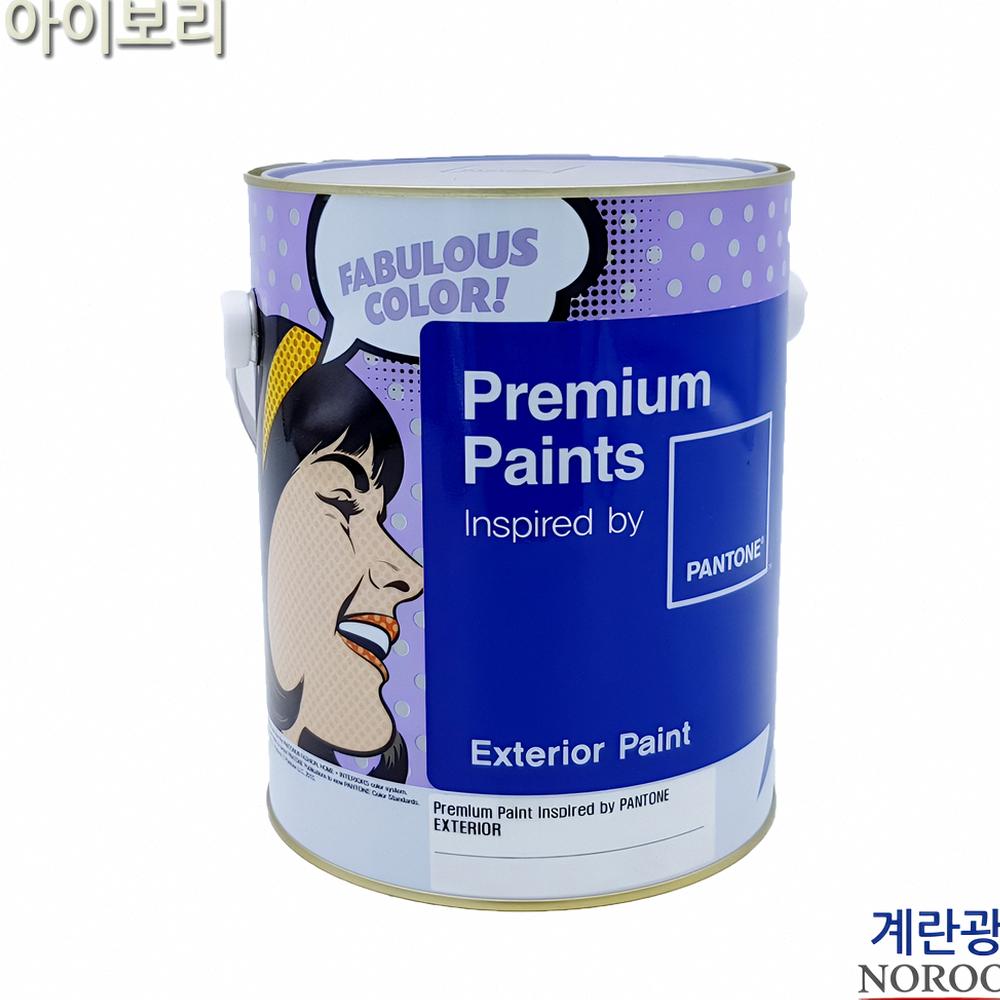 아이보리
FABULOUS
COLOR!
Premium
Paints
Inspired by
PANTONE®
Exterior Paint
Premium Paint Inspired by PANTONE
EXTERIOR
계란광
NOROO